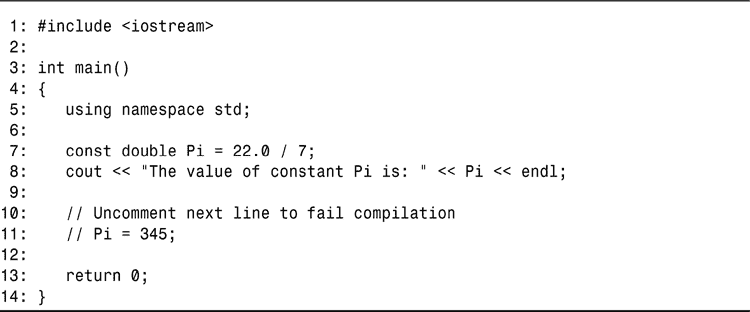 1: #include <iostream>
2:
3: int main()
4: {
5:    using namespace std;
6:
7:    const double Pi = 22.0 / 7;
8:    cout << "The value of constant Pi is: " << Pi << endl;
9:
10:    // Uncomment next line to fail compilation
11:    // Pi = 345;
12:
13:    return 0;
14: }